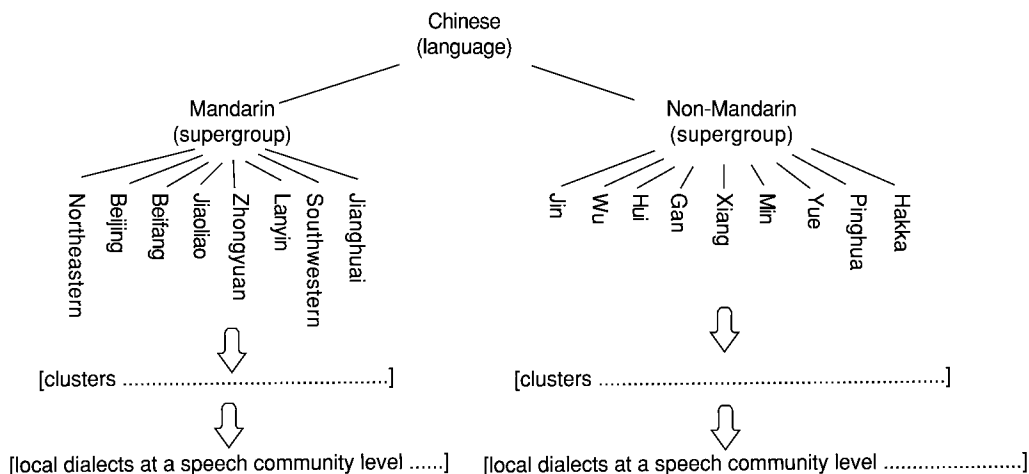 Chinese
(language)
Mandarin
(supergroup)
Non-Mandarin
(supergroup)
Northeastern
Beijing
Beifang
Jiaoliao
Zhongyuan
Lanyin
Southwestern
Jianghuai
Jin
Wu
Hui
Gan
Xiang
Min
Yue
Pinghua
Hakka
[clusters ............................................]
[clusters ..........................................................]
[local dialects at a speech community level ......]
[local dialects at a speech community level ........................]